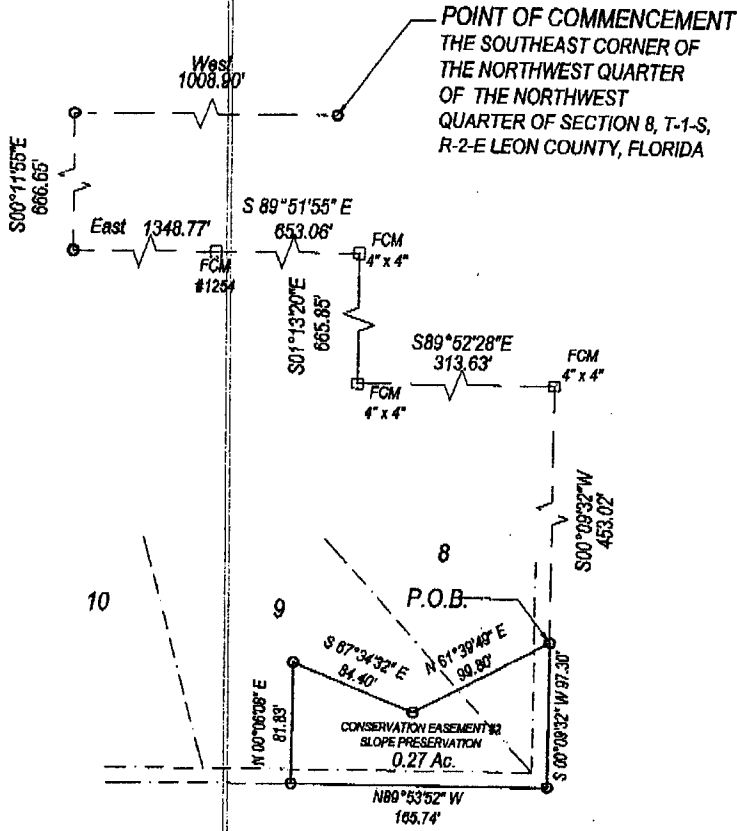 POINT OF COMMENCEMENT
THE SOUTHEAST CORNER OF
THE NORTHWEST QUARTER
OF THE NORTHWEST
QUARTER OF SECTION 8, T-1-S,
R-2-E LEON COUNTY, FLORIDA
West
1008.90'
S00°11'55"E
666.65'
East 1348.77'
FCM
#1254
S 89°51'55" E
653.06'
FCM
4" x 4"
S01°13'20"E
665.85'
FCM
4" x 4"
S89°52'28"E
313.63'
FCM
4" x 4"
S00°09'32"W
453.02'
8
P.O.B.
10
9
S 67°34'32" E
84.40'
N 61°39'49" E
99.80'
N 00°06'08" E
81.83'
CONSERVATION EASEMENT #2
SLOPE PRESERVATION
0.27 Ac.
S 00°09'32" W 97.30'
N89°53'52" W
165.74'